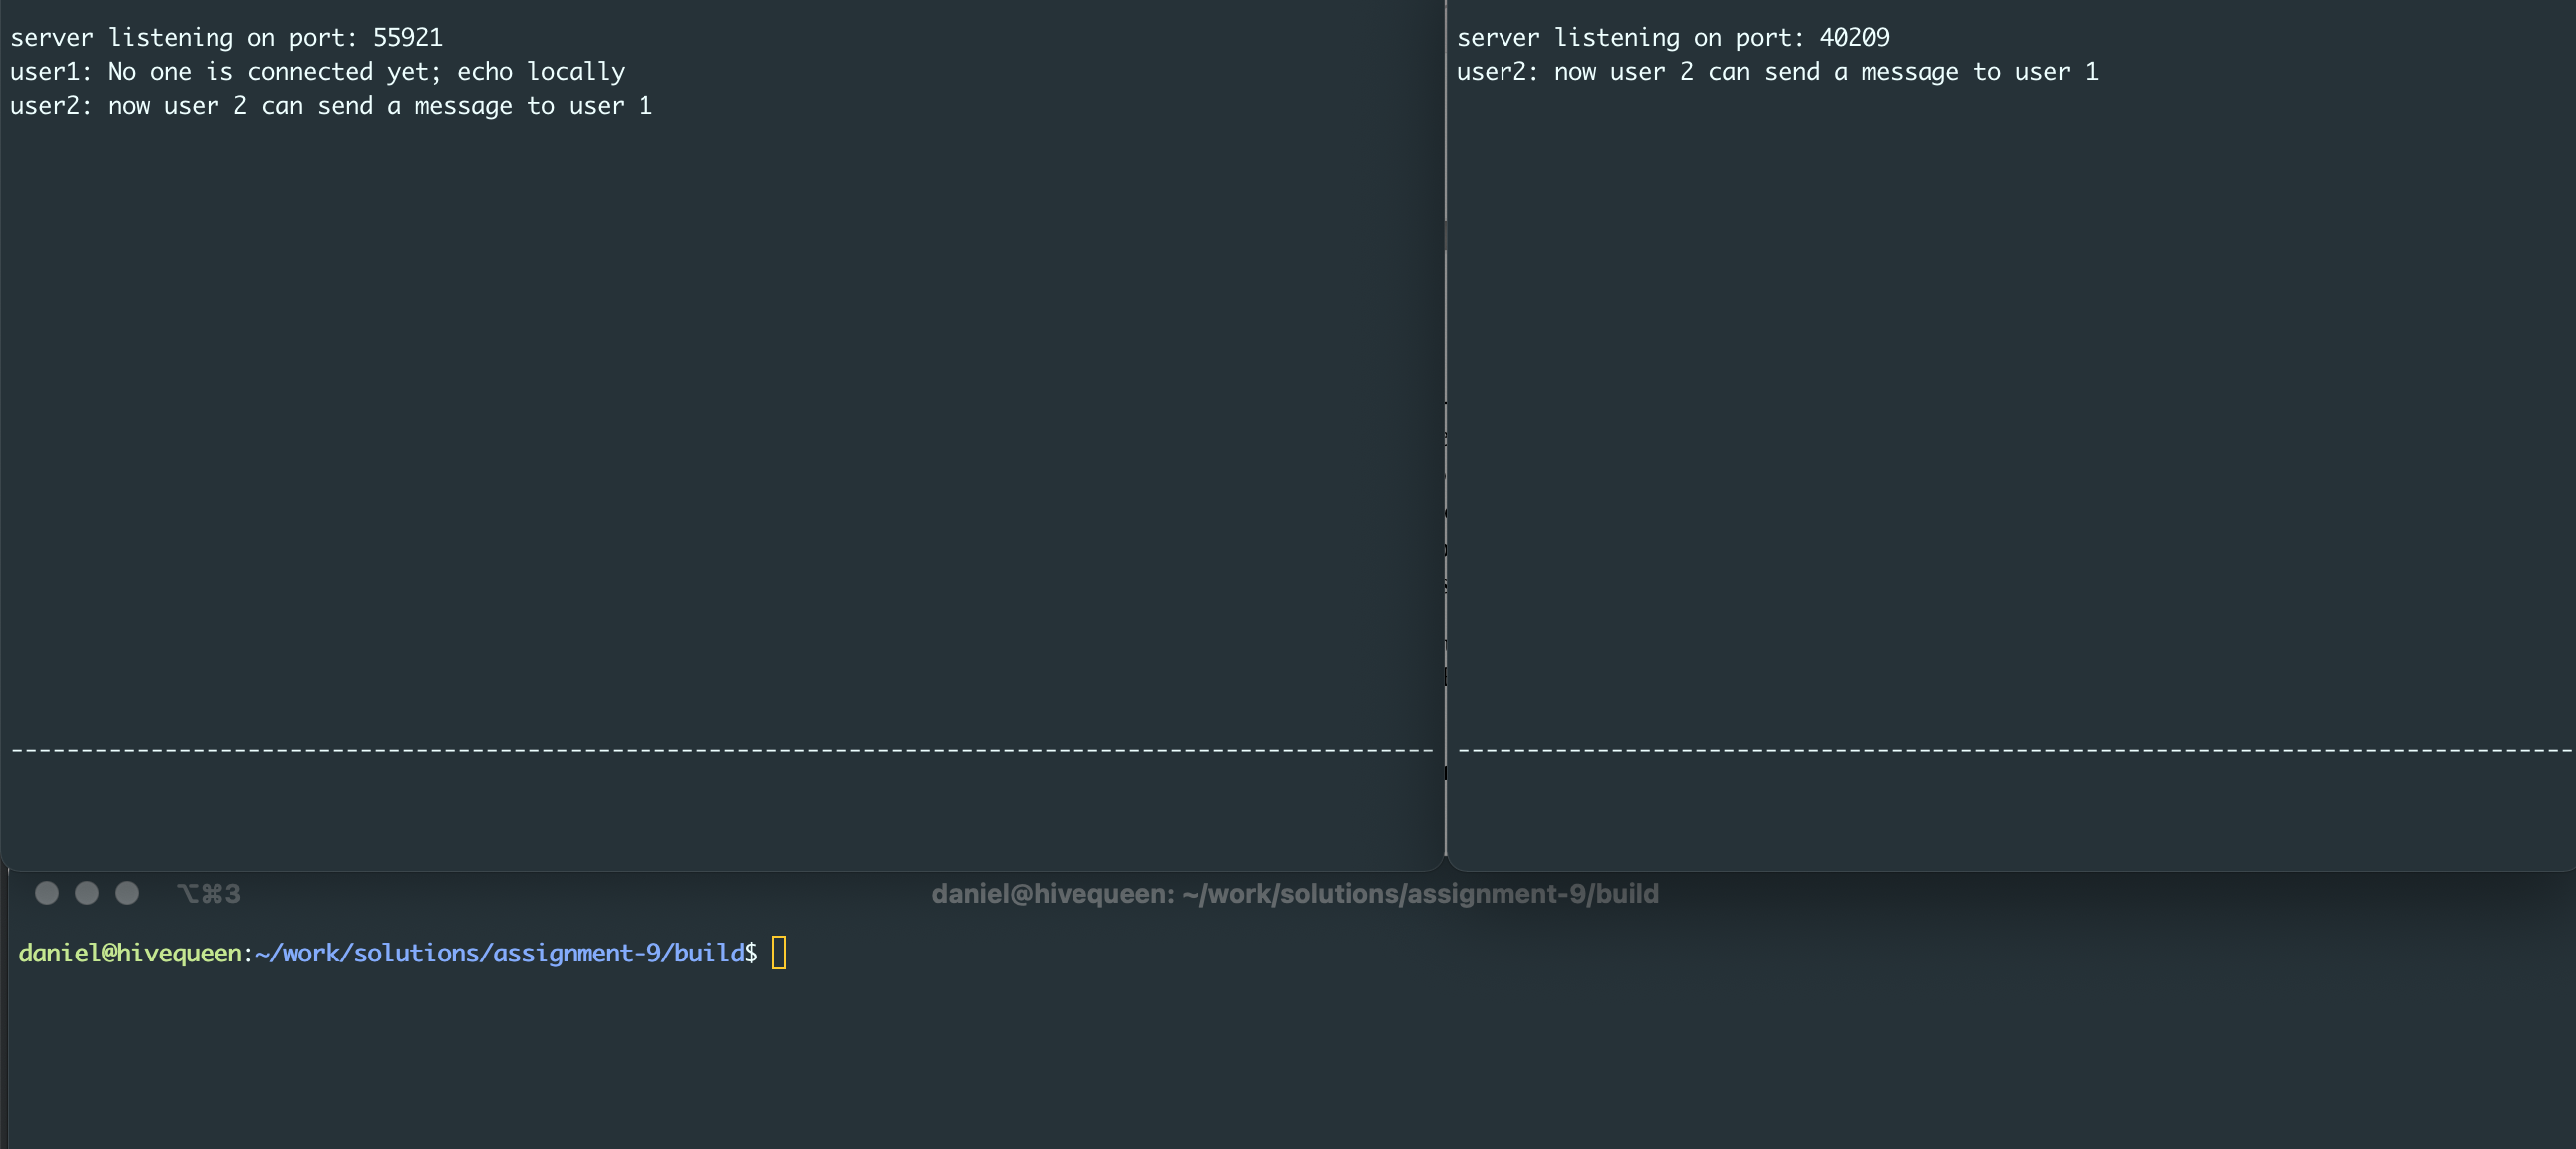 server listening on port: 55921
user1: No one is connected yet; echo locally
user2: now user 2 can send a message to user 1
server listening on port: 40209
user2: now user 2 can send a message to user 1
⌥⌘3
daniel@hivequeen: ~/work/solutions/assignment-9/build
daniel@hivequeen:~/work/solutions/assignment-9/build$